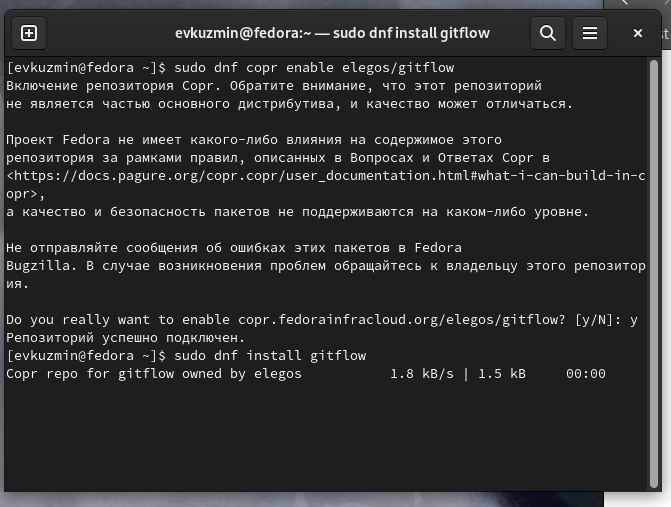 evkuzmin@fedora:~ — sudo dnf install gitflow
[evkuzmin@fedora ~]$ sudo dnf copr enable elegos/gitflow
Включение репозитория Copr. Обратите внимание, что этот репозиторий
не является частью основного дистрибутива, и качество может отличаться.
Проект Fedora не имеет какого-либо влияния на содержимое этого
репозитория за рамками правил, описанных в Вопросах и Ответах Copr в
<https://docs.pagure.org/copr.copr/user_documentation.html#what-i-can-build-in-c
opr>,
а качество и безопасность пакетов не поддерживаются на каком-либо уровне.
Не отправляйте сообщения об ошибках этих пакетов в Fedora
Bugzilla. В случае возникновения проблем обращайтесь к владельцу этого репозитор
ия.
Do you really want to enable copr.fedorainfracloud.org/elegos/gitflow? [y/N]: y
Репозиторий успешно подключен.
[evkuzmin@fedora ~]$ sudo dnf install gitflow
Copr repo for gitflow owned by elegos 1.8 kB/s | 1.5 kB 00:00